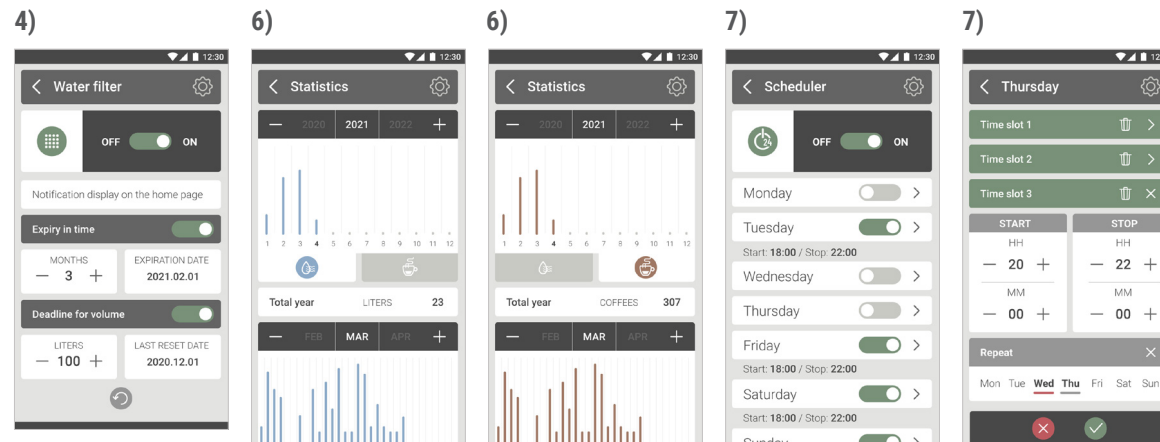 4)
12:30
Water filter
OFF ON
Notification display on the home page
Expiry in time
MONTHS EXPIRATION DATE
— 3 + 2021.02.01
Deadline for volume
LITERS LAST RESET DATE
— 100 + 2020.12.01
6)
12:30
Statistics
— 2020 2021 2022 +
1 2 3 4 5 6 7 8 9 10 11 12
Total year LITERS 23
— FEB MAR APR +
6)
12:30
Statistics
— 2020 2021 2022 +
1 2 3 4 5 6 7 8 9 10 11 12
Total year COFFEES 307
— FEB MAR APR +
7)
12:30
Scheduler
24
OFF ON
Monday
Tuesday
Start: 18:00 / Stop: 22:00
Wednesday
Thursday
Friday
Start: 18:00 / Stop: 22:00
Saturday
Start: 18:00 / Stop: 22:00
Sunday
7)
12
Thursday
Time slot 1
Time slot 2
Time slot 3
START STOP
HH HH
— 20 + — 22 +
MM MM
— 00 + — 00 +
Repeat
Mon Tue Wed Thu Fri Sat Sun